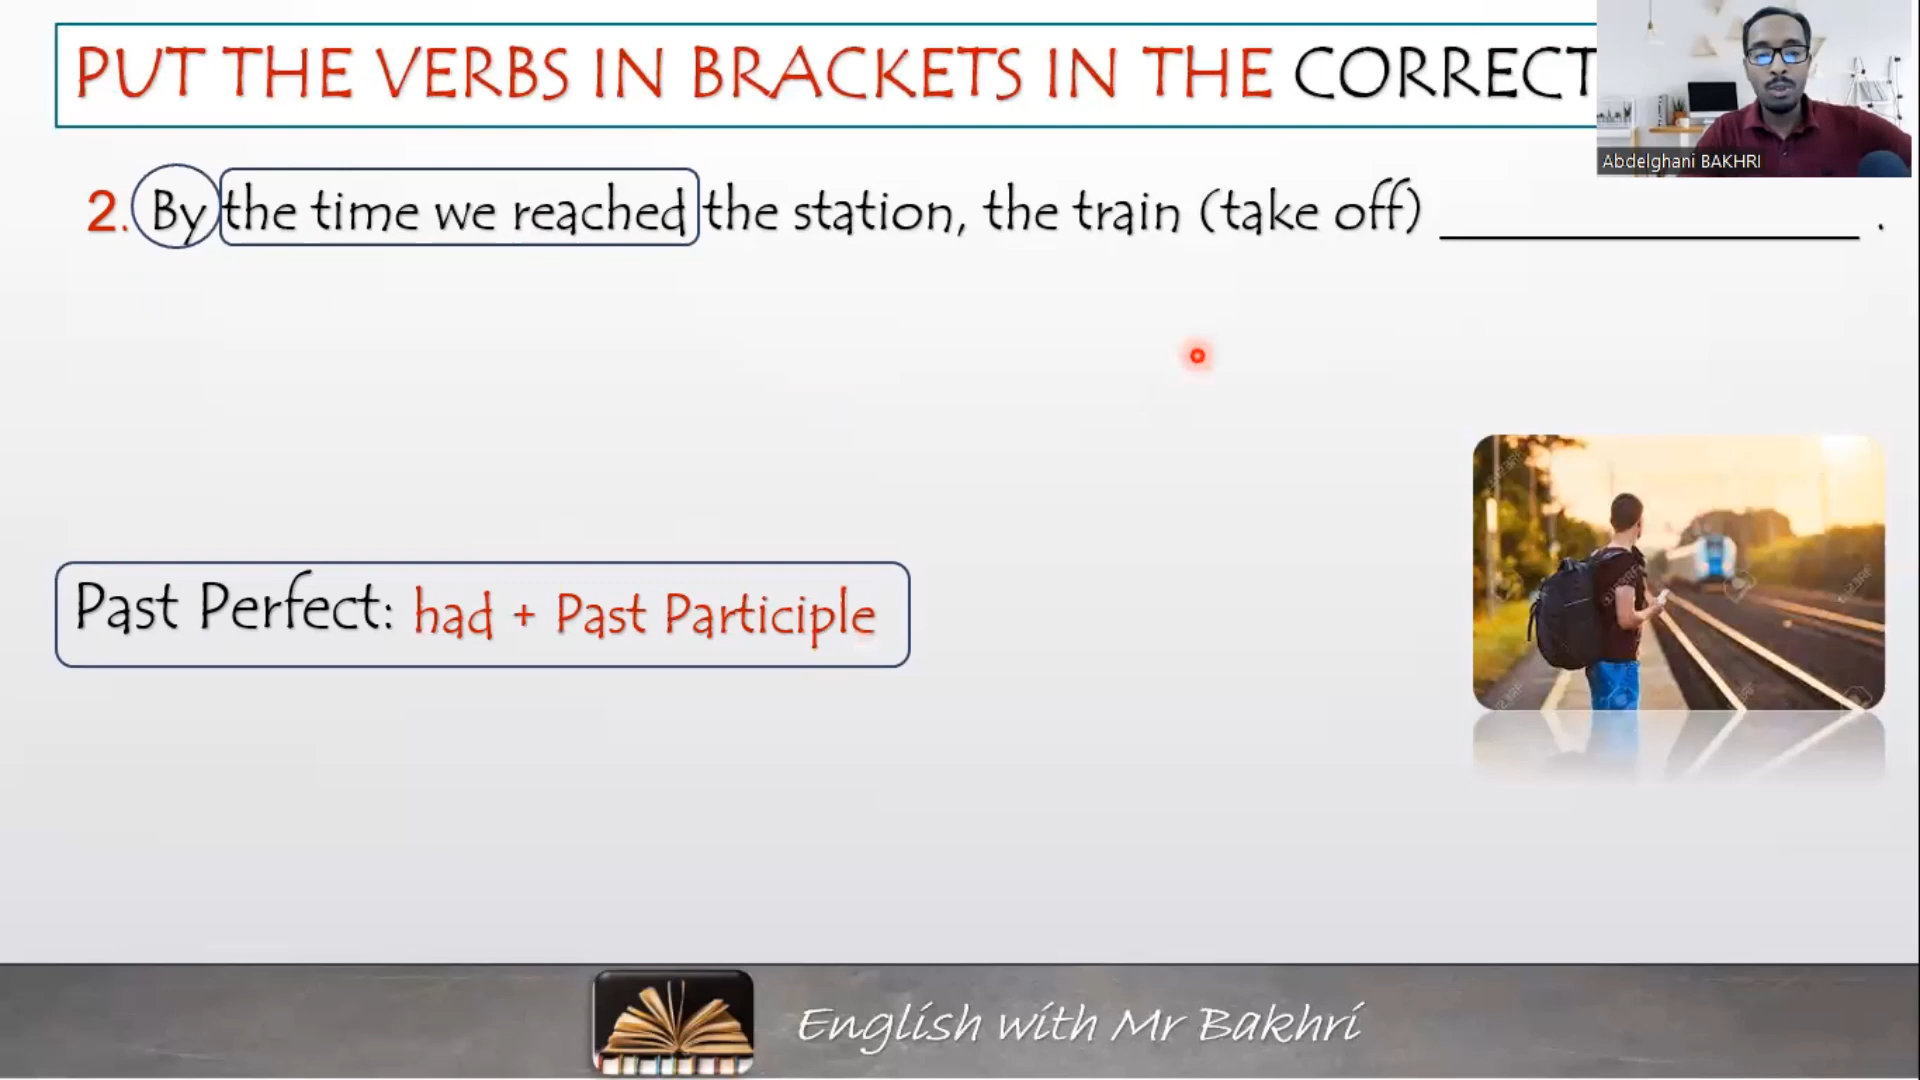 PUT THE VERBS IN BRACKETS IN THE CORRECT
Abdelghani BAKHRI
2. By the time we reached the station, the train (take off) ____________________ .
Past Perfect: had + Past Participle
English with Mr Bakhri